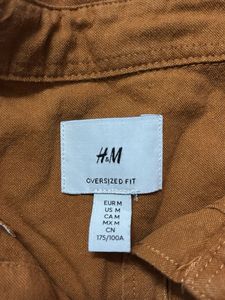 H&M
OVERSIZED FIT
EUR M
US M
CA M
MX M
CN
175/100A